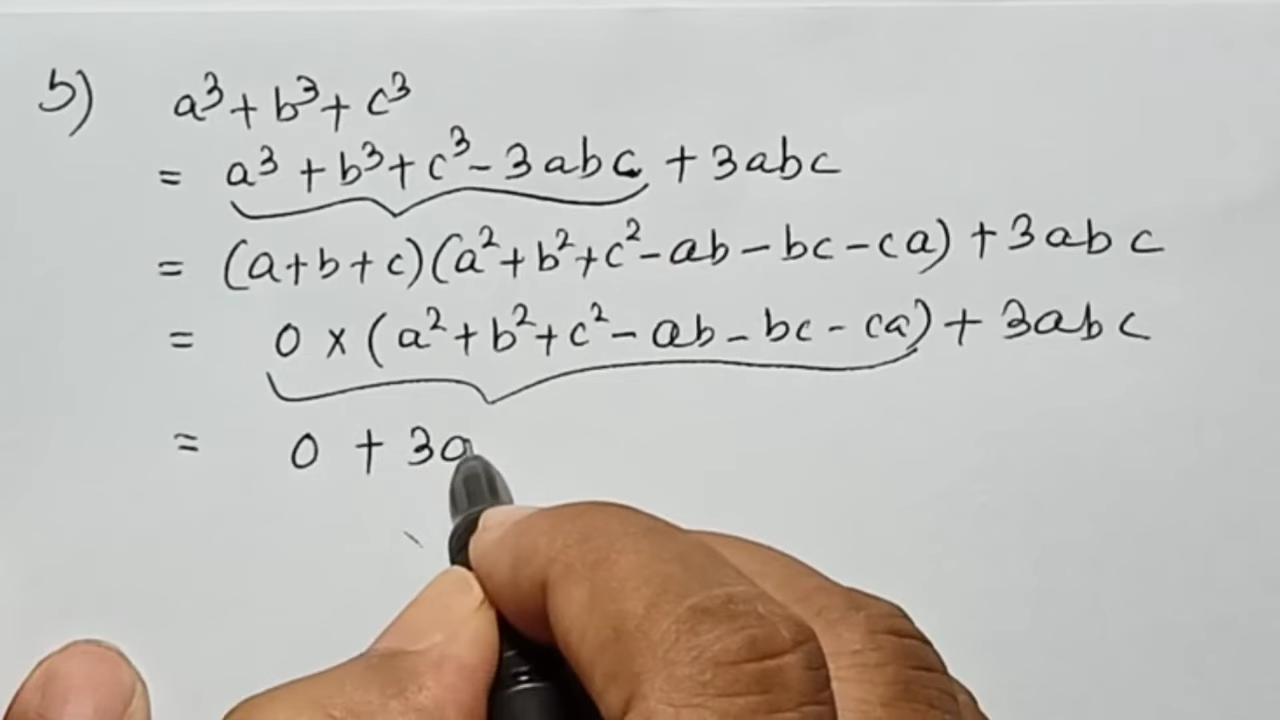 b) a³ + b³ + c³
= a³ + b³ + c³ - 3abc + 3abc
= (a+b+c)(a²+b²+c²-ab-bc-ca) + 3abc
= 0 × (a²+b²+c²-ab-bc-ca) + 3abc
= 0 + 3a